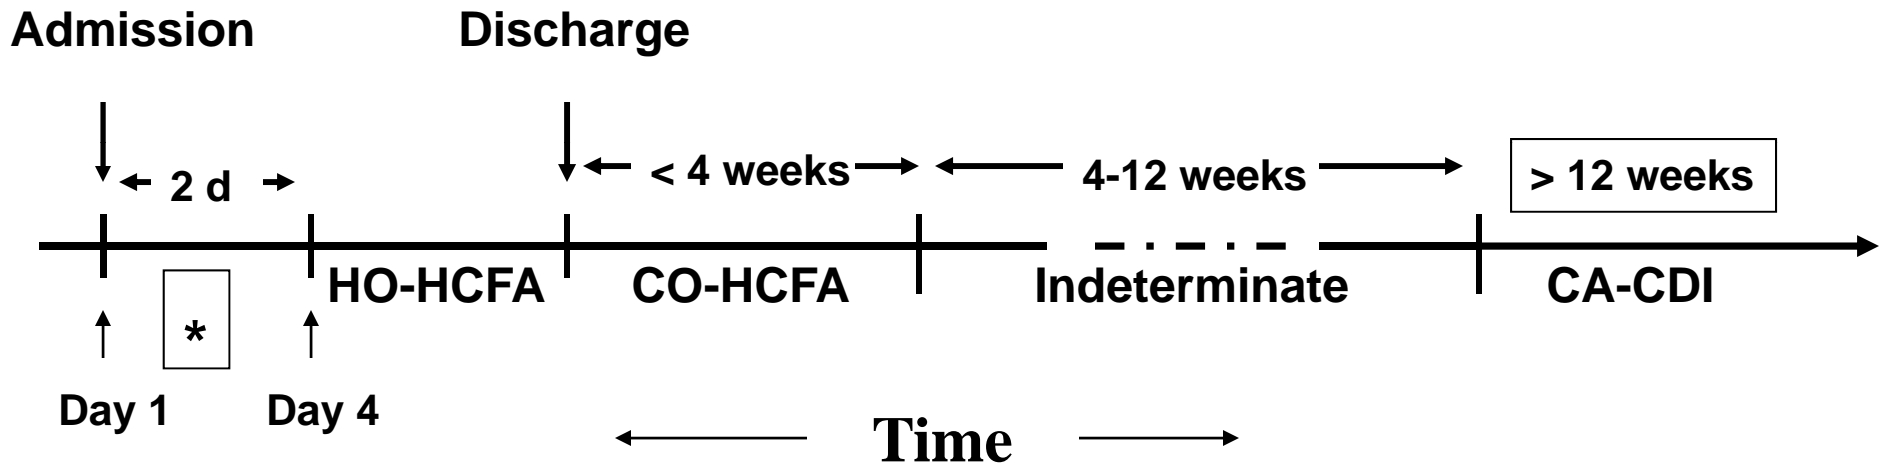 Admission Discharge
2 d < 4 weeks 4-12 weeks > 12 weeks
HO-HCFA CO-HCFA Indeterminate CA-CDI
*
Day 1 Day 4
Time